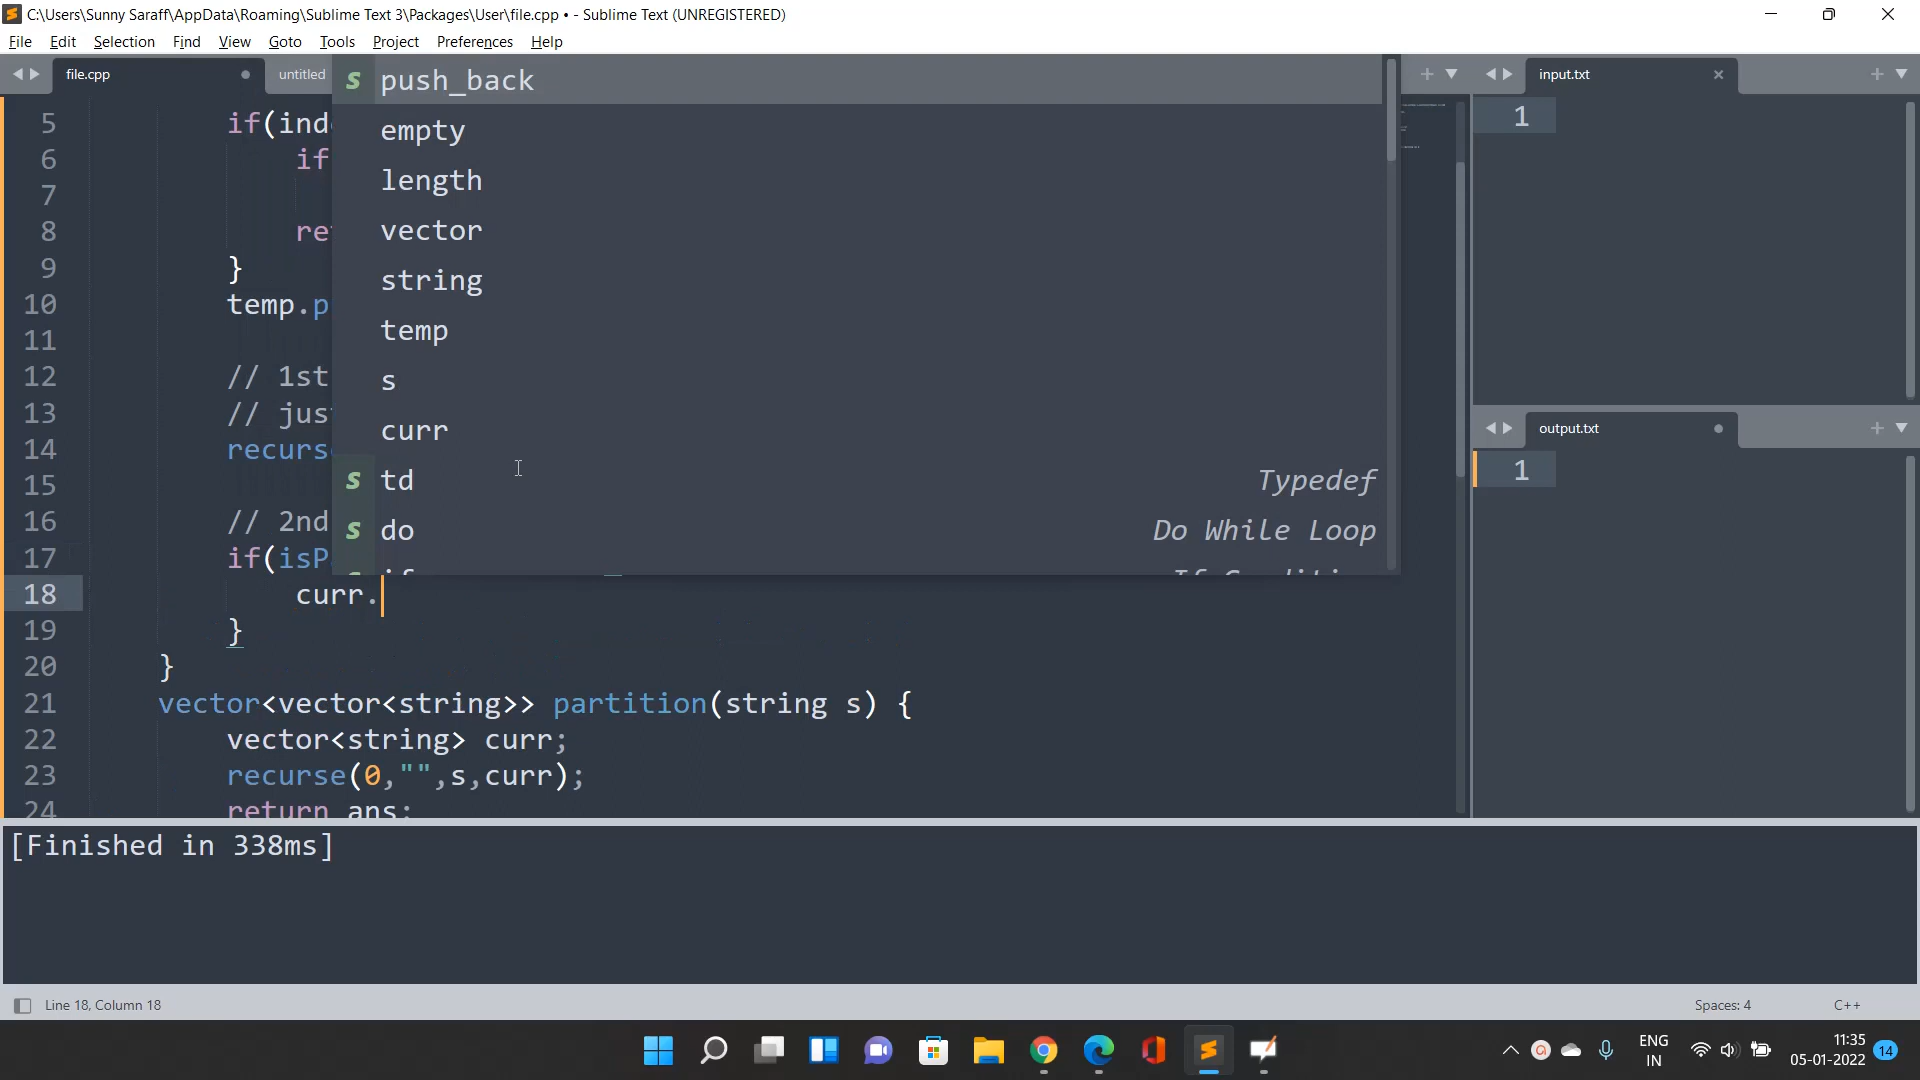 C:\Users\Sunny Saraff\AppData\Roaming\Sublime Text 3\Packages\User\file.cpp • - Sublime Text (UNREGISTERED)
File Edit Selection Find View Goto Tools Project Preferences Help
file.cpp
untitled
input.txt
push_back
empty
length
vector
string
temp
s
curr
td Typedef
do Do While Loop
5 if(ind
6 if
7
8 re
9 }
10 temp.p
11
12 // 1st
13 // jus
14 recurs
15
16 // 2nd
17 if(isP
18 curr.
19 }
20 }
21 vector<vector<string>> partition(string s) {
22 vector<string> curr;
23 recurse(0,"",s,curr);
24 return ans;
1
output.txt
1
[Finished in 338ms]
Line 18, Column 18
Spaces: 4
C++
ENG
IN
11:35
05-01-2022
14